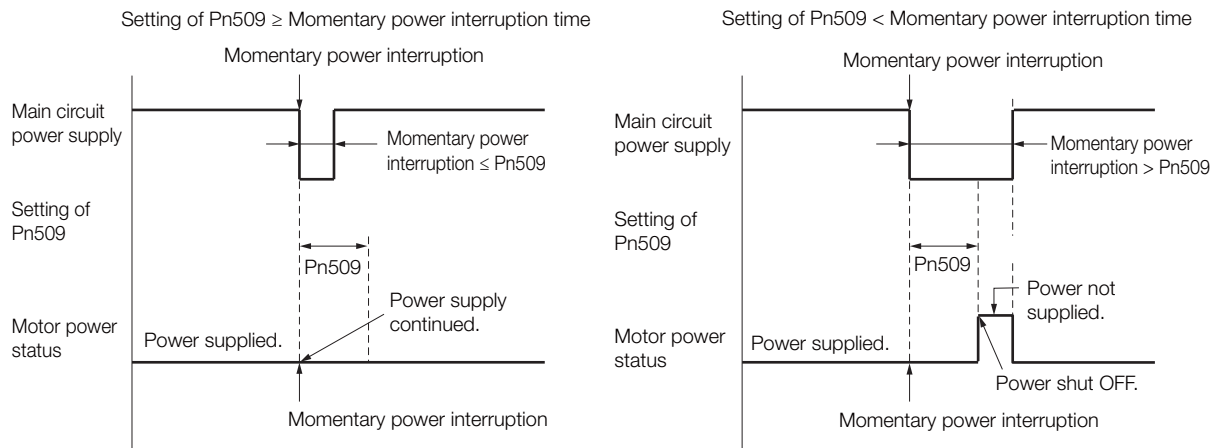 Setting of Pn509 ≥ Momentary power interruption time
Momentary power interruption
Main circuit
power supply
Momentary power
interruption ≤ Pn509
Setting of
Pn509
Pn509
Power supply
continued.
Motor power
status
Power supplied.
Momentary power interruption
Setting of Pn509 < Momentary power interruption time
Momentary power interruption
Main circuit
power supply
Momentary power
interruption > Pn509
Setting of
Pn509
Pn509
Power not
supplied.
Motor power
status
Power supplied.
Power shut OFF.
Momentary power interruption